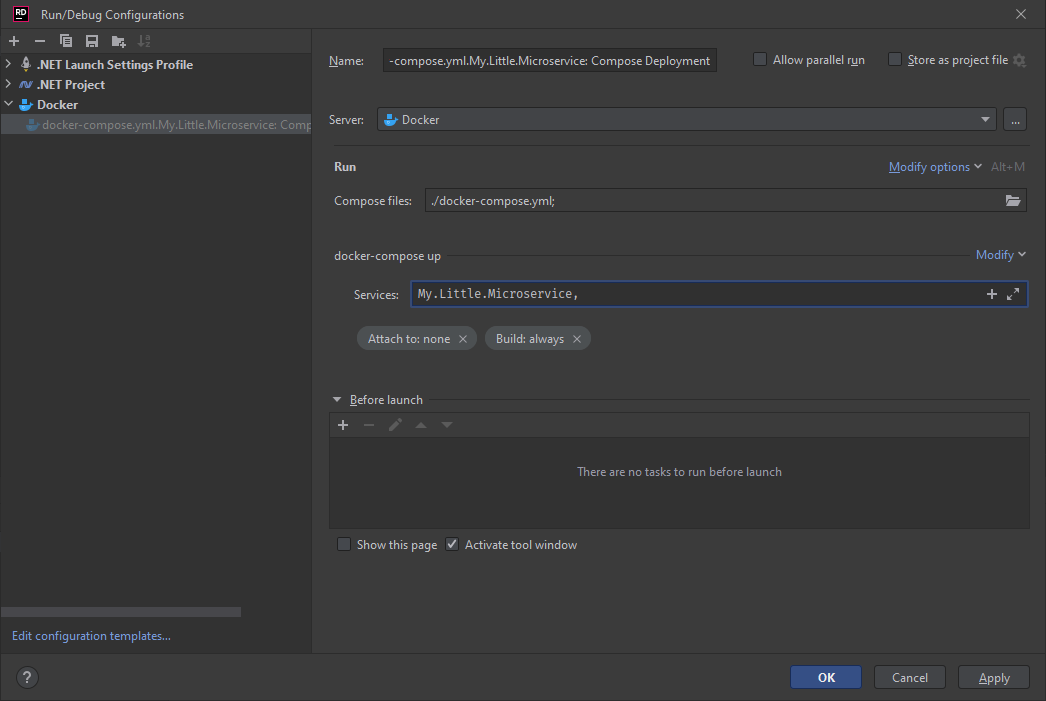 RD Run/Debug Configurations
.NET Launch Settings Profile
.NET Project
Docker
docker-compose.yml.My.Little.Microservice: Comp
Edit configuration templates...
Name: -compose.yml.My.Little.Microservice: Compose Deployment Allow parallel run Store as project file
Server: Docker ...
Run Modify options Alt+M
Compose files: ./docker-compose.yml;
docker-compose up Modify
Services: My.Little.Microservice,
Attach to: none Build: always
Before launch
There are no tasks to run before launch
Show this page Activate tool window
? OK Cancel Apply